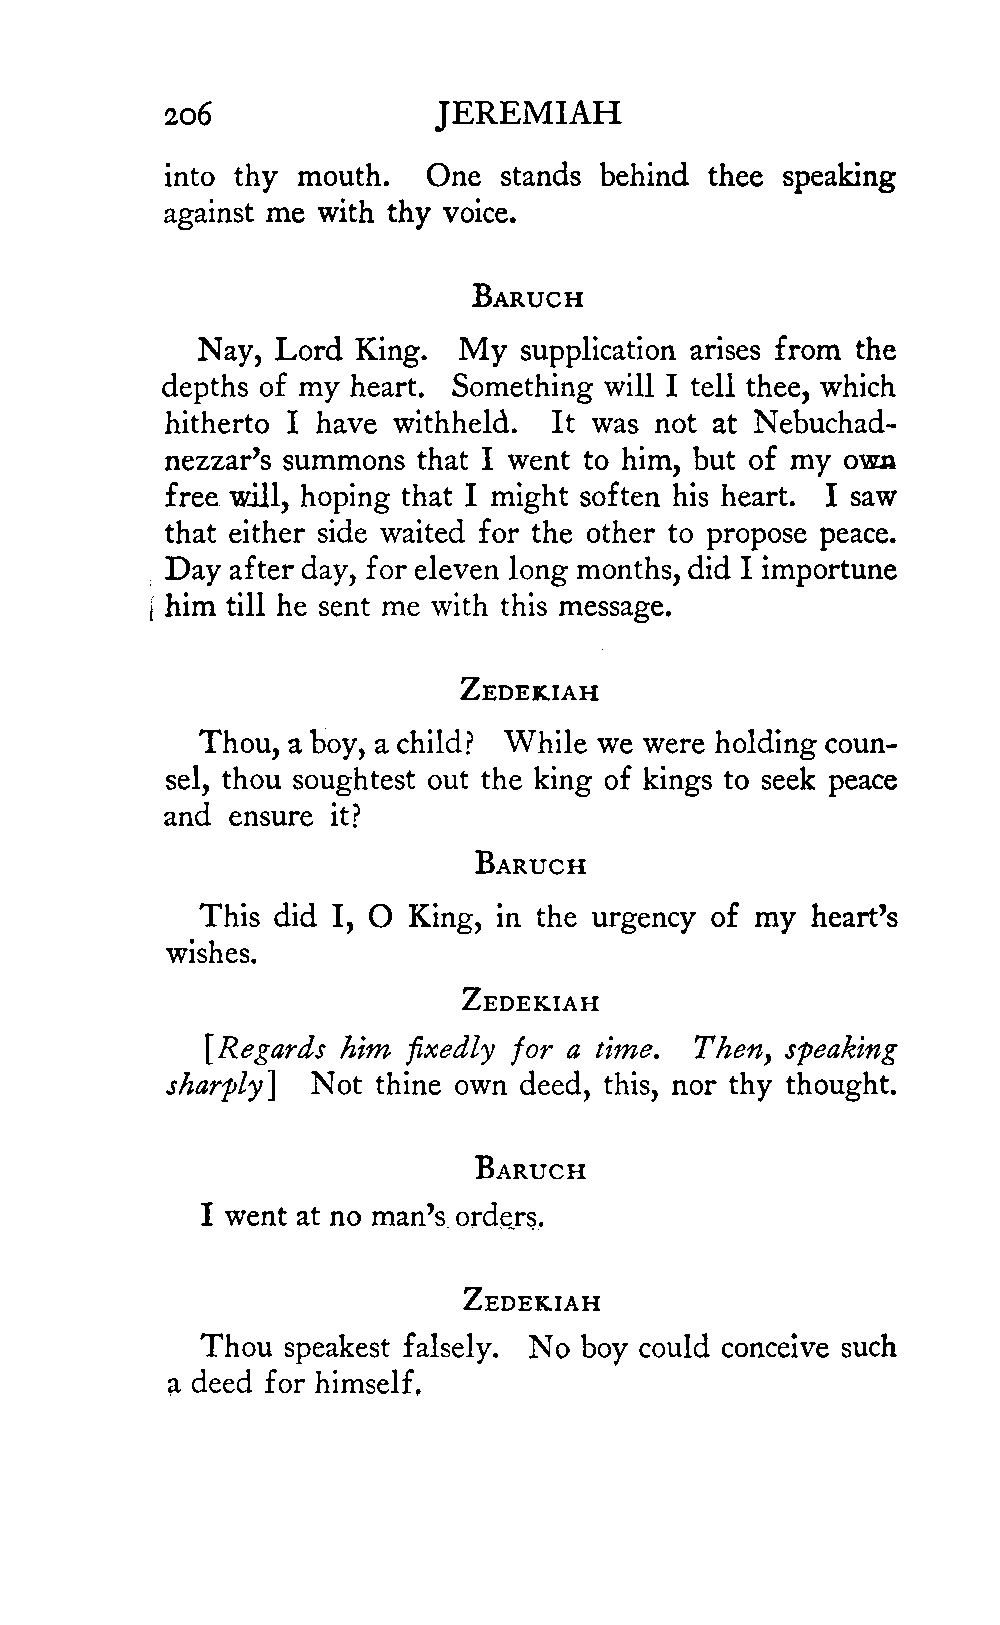 206 JEREMIAH
into thy mouth. One stands behind thee speaking
against me with thy voice.
BARUCH
Nay, Lord King. My supplication arises from the
depths of my heart. Something will I tell thee, which
hitherto I have withheld. It was not at Nebuchad-
nezzar's summons that I went to him, but of my own
free will, hoping that I might soften his heart. I saw
that either side waited for the other to propose peace.
Day after day, for eleven long months, did I importune
him till he sent me with this message.
ZEDEKIAH
Thou, a boy, a child? While we were holding coun-
sel, thou soughtest out the king of kings to seek peace
and ensure it?
BARUCH
This did I, O King, in the urgency of my heart's
wishes.
ZEDEKIAH
[Regards him fixedly for a time. Then, speaking
sharply] Not thine own deed, this, nor thy thought.
BARUCH
I went at no man's orders.
ZEDEKIAH
Thou speakest falsely. No boy could conceive such
a deed for himself.